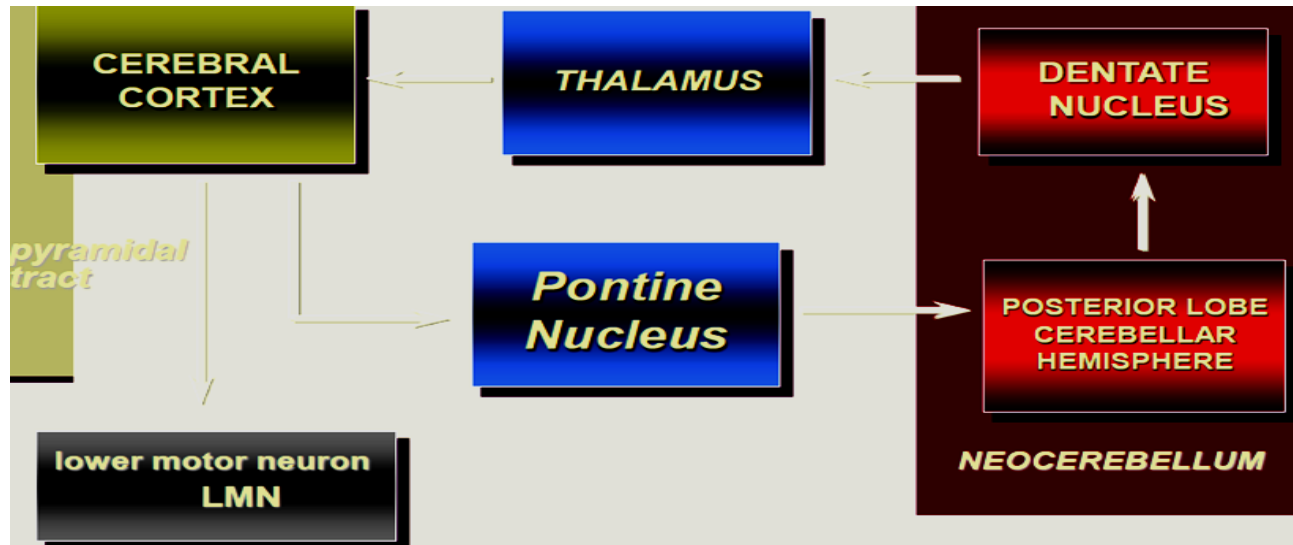 CEREBRAL
CORTEX
THALAMUS
DENTATE
NUCLEUS
pyramidal
tract
Pontine
Nucleus
POSTERIOR LOBE
CEREBELLAR
HEMISPHERE
lower motor neuron
LMN
NEOCEREBELLUM